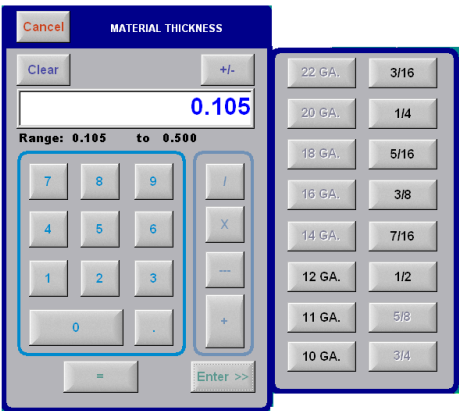 Cancel
MATERIAL THICKNESS
Clear
+/-
0.105
Range: 0.105 to 0.500
7 8 9 /
4 5 6 X
1 2 3 ---
0 . +
= Enter >>
22 GA. 3/16
20 GA. 1/4
18 GA. 5/16
16 GA. 3/8
14 GA. 7/16
12 GA. 1/2
11 GA. 5/8
10 GA. 3/4